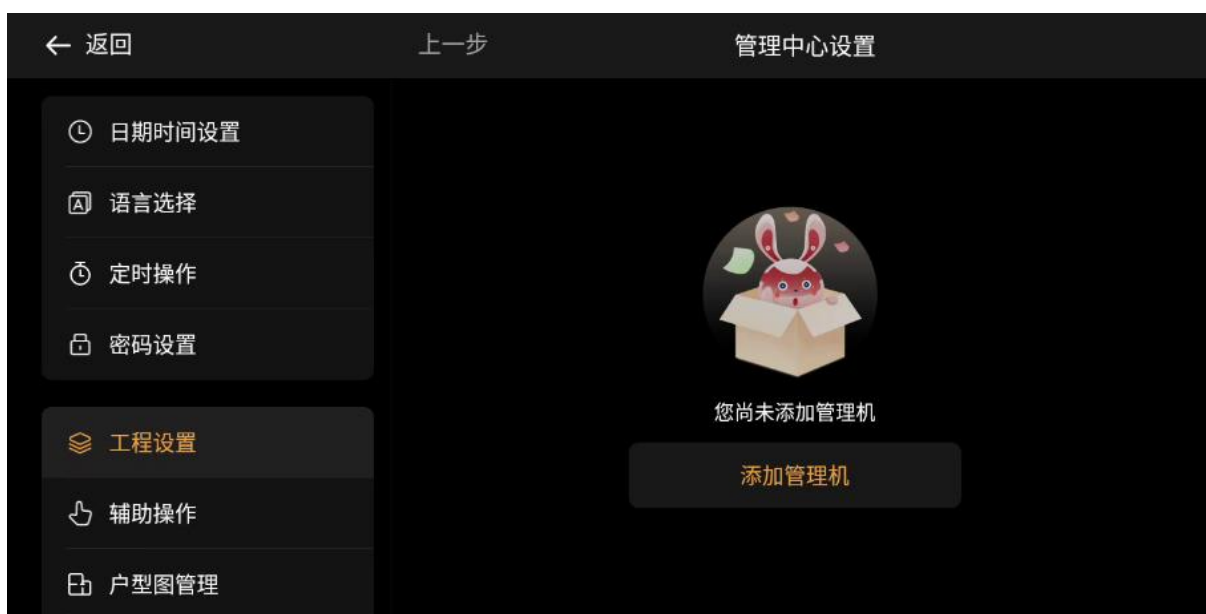 返回
上一步
管理中心设置
日期时间设置
语言选择
定时操作
密码设置
工程设置
辅助操作
户型图管理
您尚未添加管理机
添加管理机